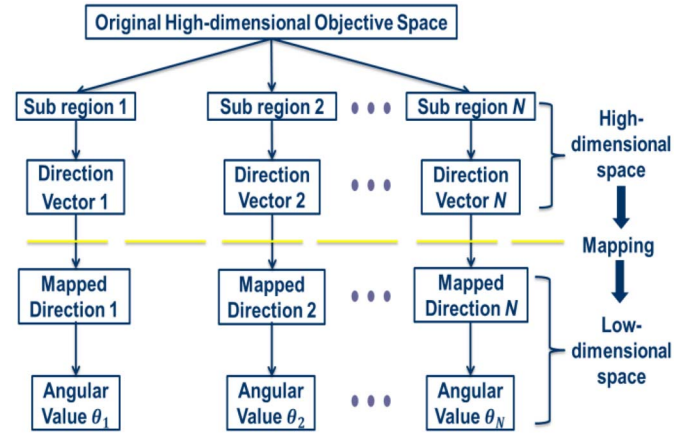 Original High-dimensional Objective Space
Sub region 1
Sub region 2
Sub region N
High-
dimensional
space
Direction
Vector 1
Direction
Vector 2
Direction
Vector N
Mapping
Mapped
Direction 1
Mapped
Direction 2
Mapped
Direction N
Low-
dimensional
space
Angular
Value θ₁
Angular
Value θ₂
Angular
Value θ_N